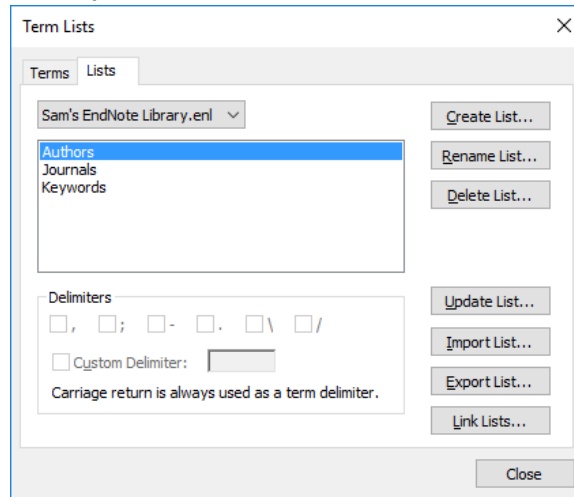 Term Lists
Terms Lists
Sam's EndNote Library.enl
Create List...
Authors
Rename List...
Journals
Keywords
Delete List...
Delimiters
Update List...
, ; - . \ /
Import List...
Custom Delimiter:
Export List...
Carriage return is always used as a term delimiter.
Link Lists...
Close